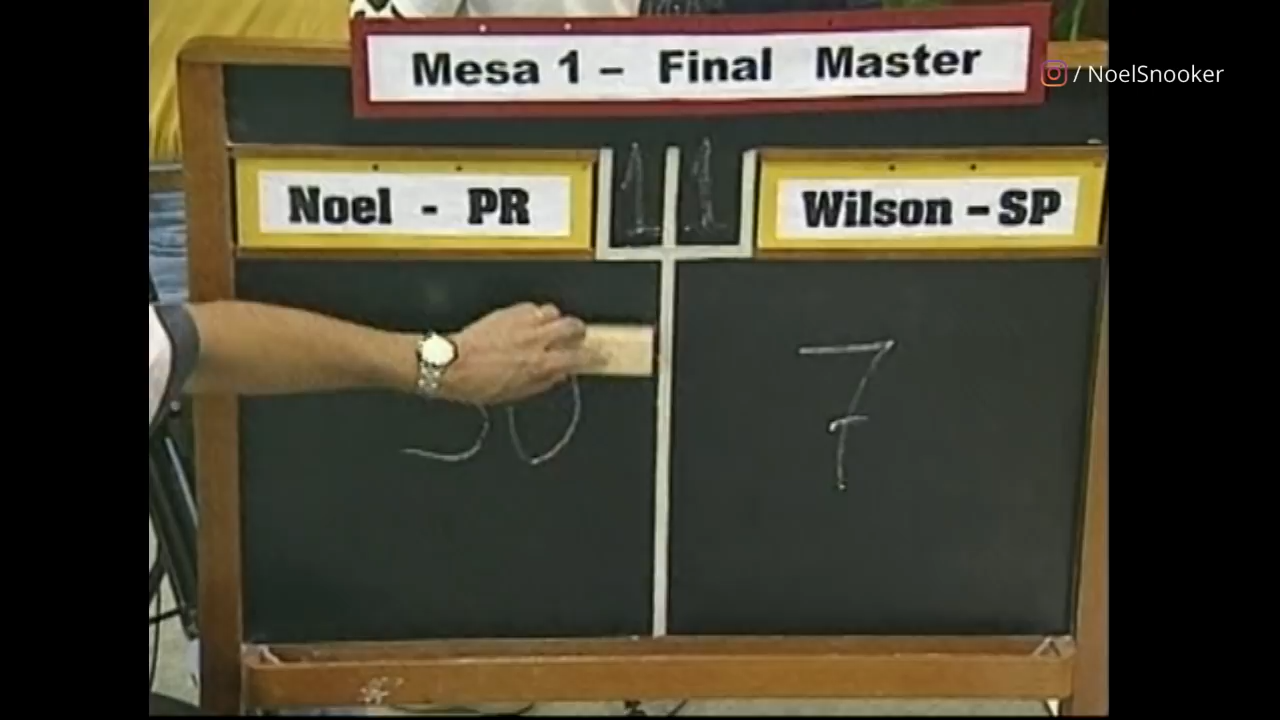 Mesa 1 – Final Master
/ NoelSnooker
Noel - PR
1 1
Wilson - SP
7